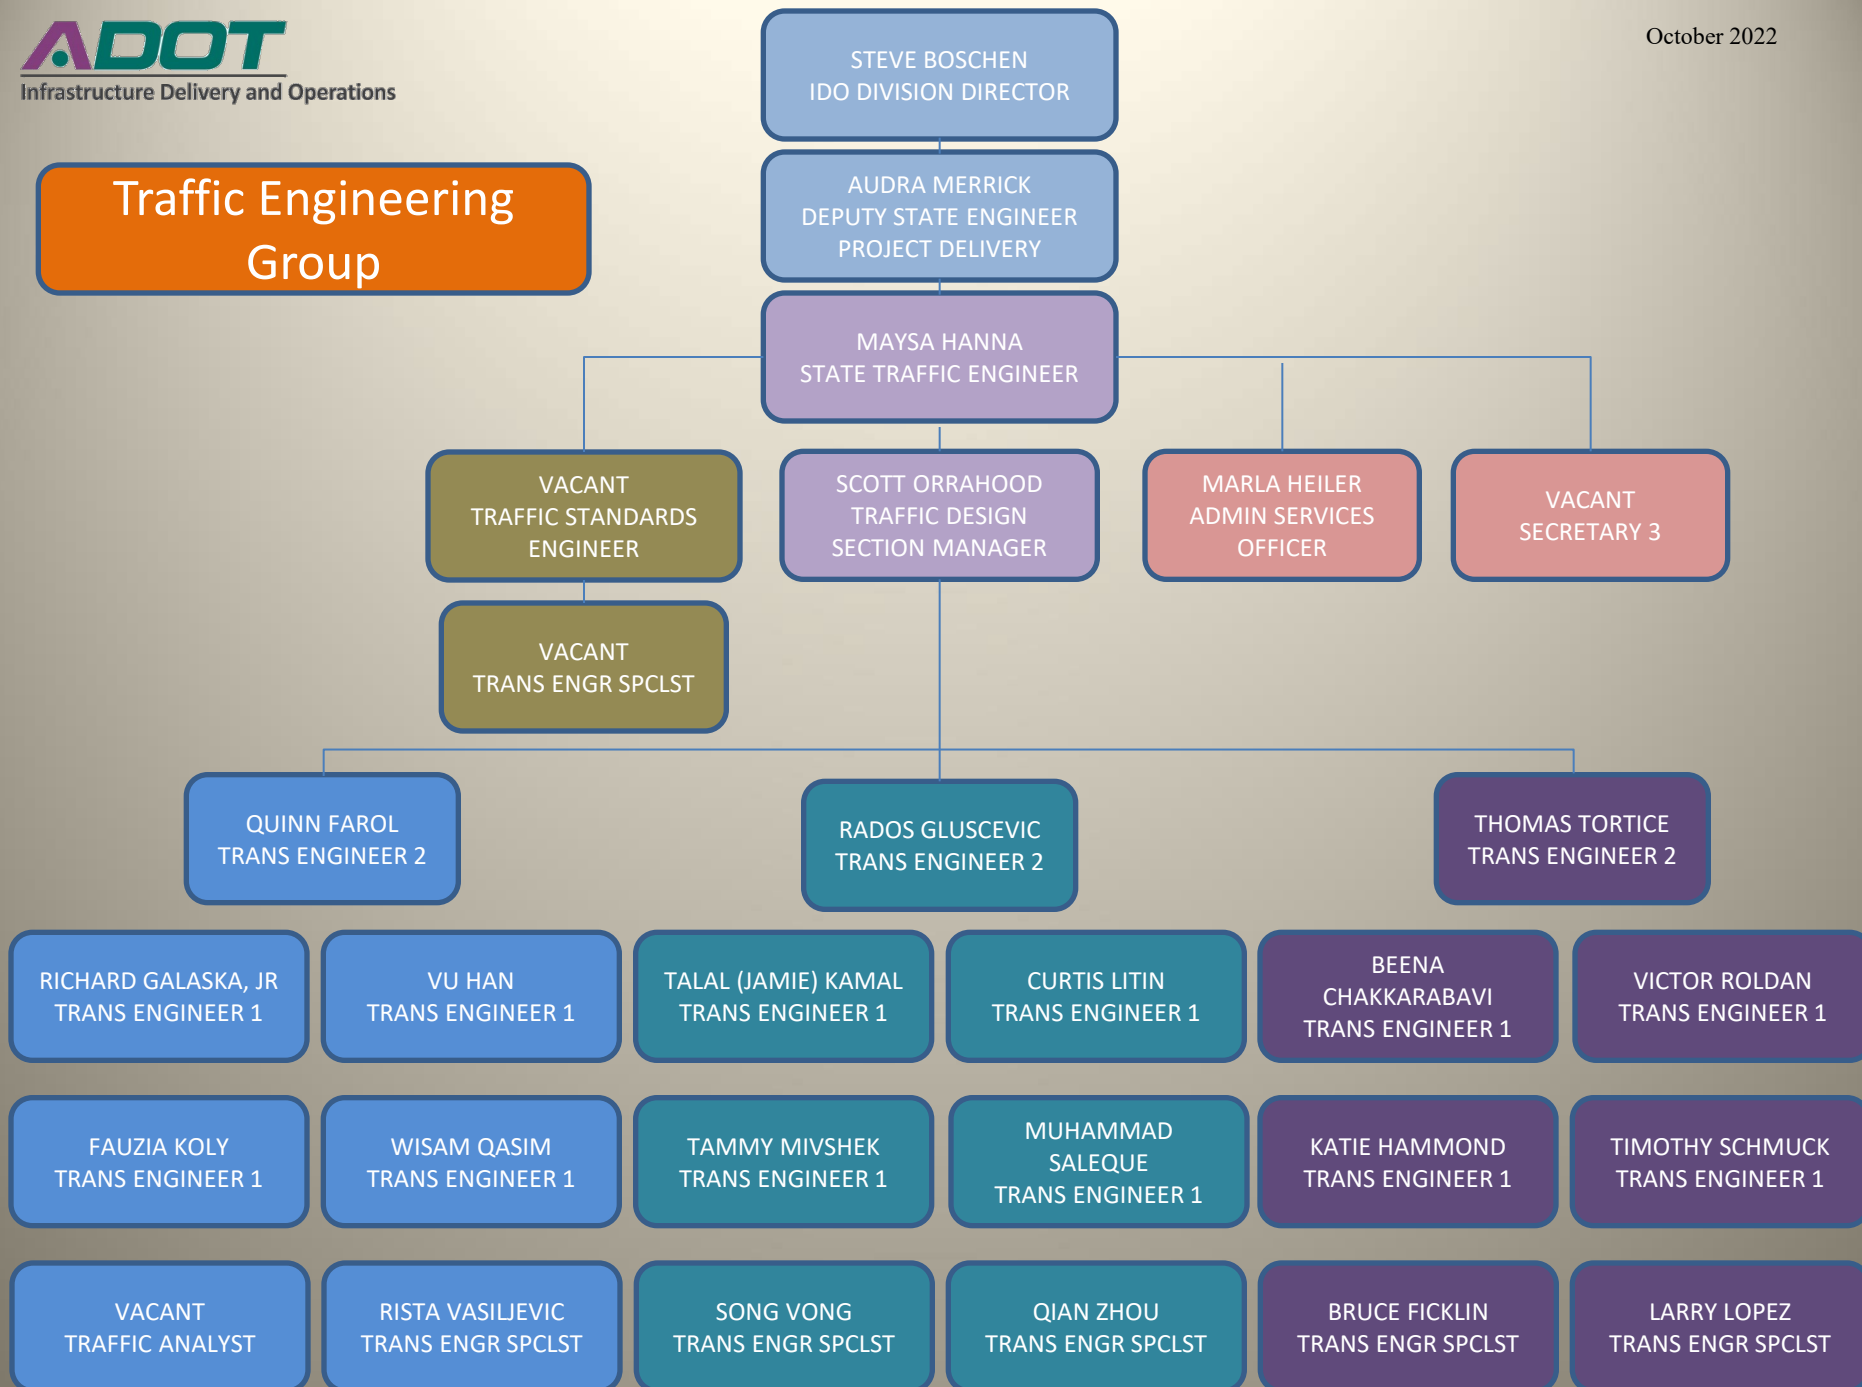 ADOT
Infrastructure Delivery and Operations
October 2022
Traffic Engineering
Group
STEVE BOSCHEN
IDO DIVISION DIRECTOR
AUDRA MERRICK
DEPUTY STATE ENGINEER
PROJECT DELIVERY
MAYSA HANNA
STATE TRAFFIC ENGINEER
VACANT
TRAFFIC STANDARDS
ENGINEER
SCOTT ORRAHOOD
TRAFFIC DESIGN
SECTION MANAGER
MARLA HEILER
ADMIN SERVICES
OFFICER
VACANT
SECRETARY 3
VACANT
TRANS ENGR SPCLST
QUINN FAROL
TRANS ENGINEER 2
RADOS GLUSCEVIC
TRANS ENGINEER 2
THOMAS TORTICE
TRANS ENGINEER 2
RICHARD GALASKA, JR
TRANS ENGINEER 1
VU HAN
TRANS ENGINEER 1
TALAL (JAMIE) KAMAL
TRANS ENGINEER 1
CURTIS LITIN
TRANS ENGINEER 1
BEENA
CHAKKARABAVI
TRANS ENGINEER 1
VICTOR ROLDAN
TRANS ENGINEER 1
FAUZIA KOLY
TRANS ENGINEER 1
WISAM QASIM
TRANS ENGINEER 1
TAMMY MIVSHEK
TRANS ENGINEER 1
MUHAMMAD
SALEQUE
TRANS ENGINEER 1
KATIE HAMMOND
TRANS ENGINEER 1
TIMOTHY SCHMUCK
TRANS ENGINEER 1
VACANT
TRAFFIC ANALYST
RISTA VASILJEVIC
TRANS ENGR SPCLST
SONG VONG
TRANS ENGR SPCLST
QIAN ZHOU
TRANS ENGR SPCLST
BRUCE FICKLIN
TRANS ENGR SPCLST
LARRY LOPEZ
TRANS ENGR SPCLST